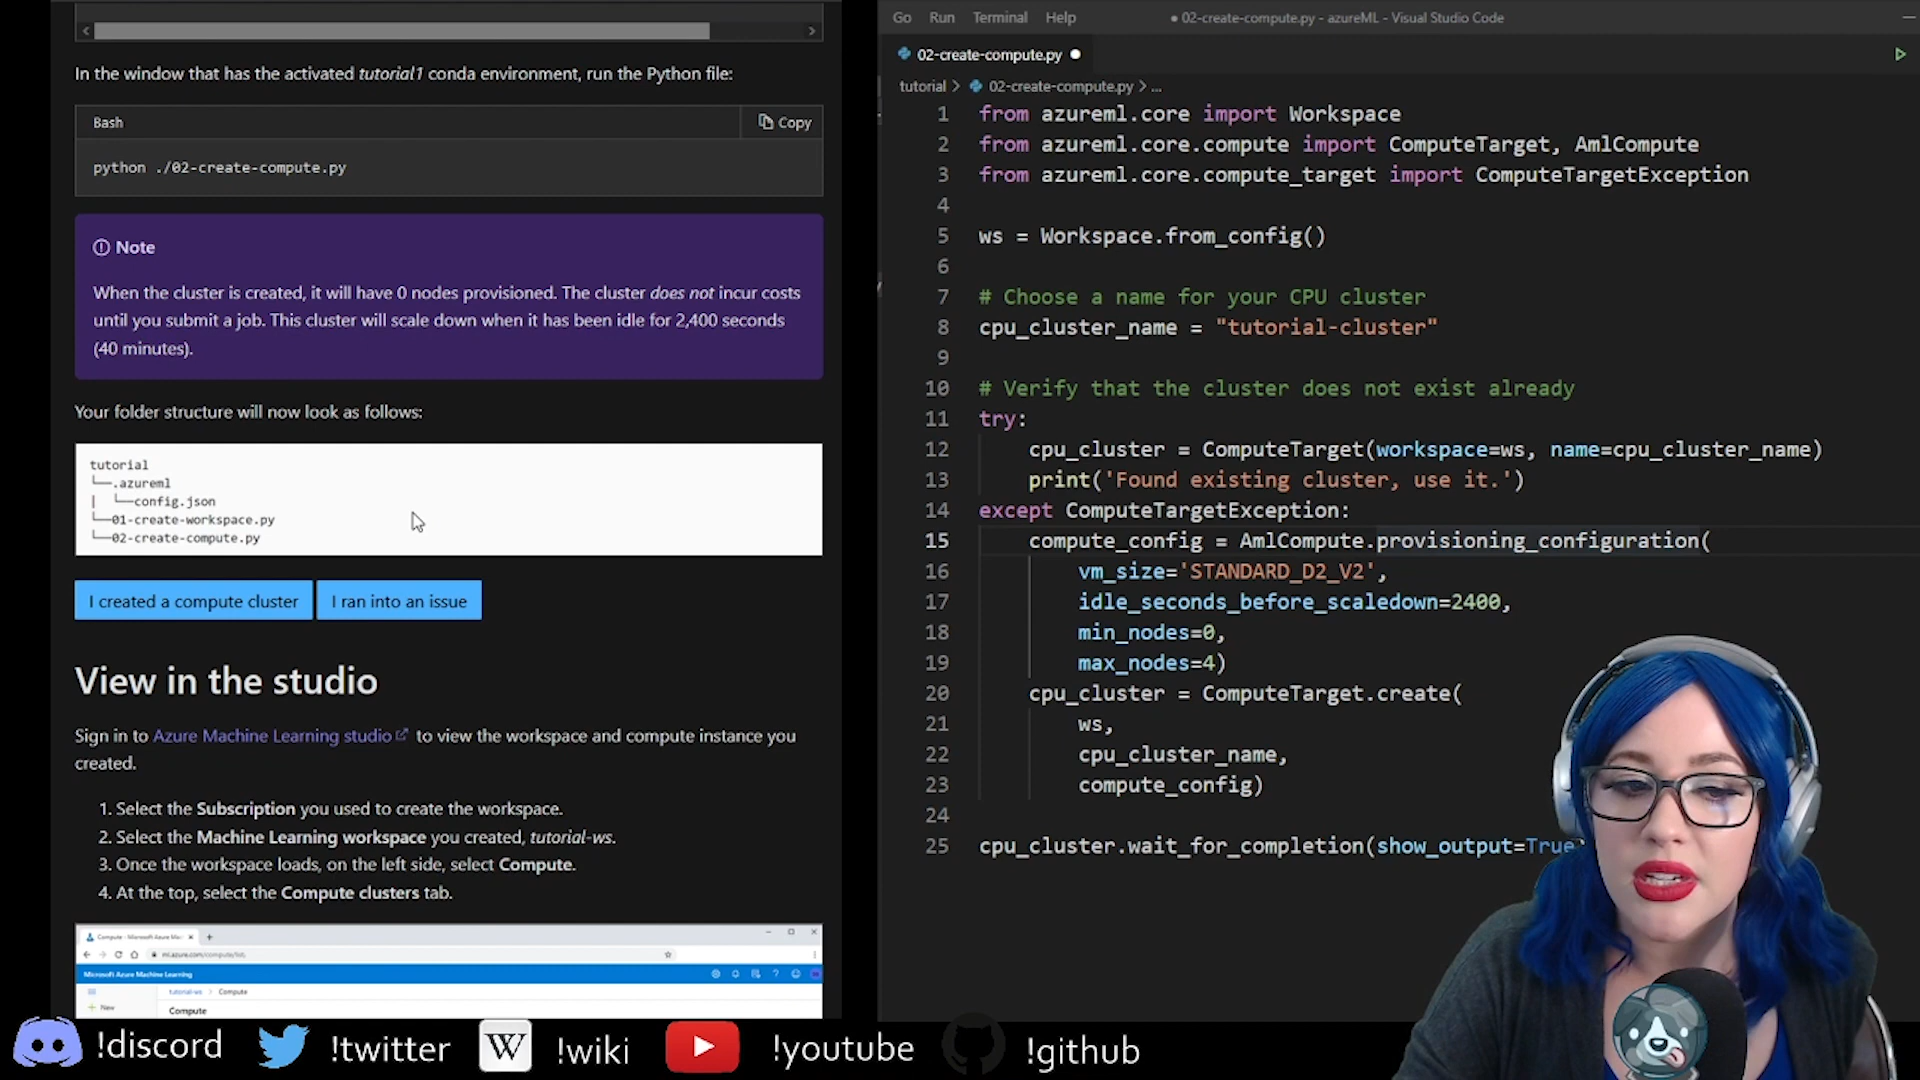 In the window that has the activated tutorial1 conda environment, run the Python file:
Bash
Copy
python ./02-create-compute.py
Note
When the cluster is created, it will have 0 nodes provisioned. The cluster does not incur costs
until you submit a job. This cluster will scale down when it has been idle for 2,400 seconds
(40 minutes).
Your folder structure will now look as follows:
tutorial
└──.azureml
|   └──config.json
└──01-create-workspace.py
└──02-create-compute.py
I created a compute cluster
I ran into an issue
View in the studio
Sign in to Azure Machine Learning studio to view the workspace and compute instance you
created.
1. Select the Subscription you used to create the workspace.
2. Select the Machine Learning workspace you created, tutorial-ws.
3. Once the workspace loads, on the left side, select Compute.
4. At the top, select the Compute clusters tab.
Microsoft Azure Machine Learning
New
tutorial-ws > Compute
Compute
Go Run Terminal Help
● 02-create-compute.py - azureML - Visual Studio Code
02-create-compute.py ●
tutorial > 02-create-compute.py > ...
1 from azureml.core import Workspace
2 from azureml.core.compute import ComputeTarget, AmlCompute
3 from azureml.core.compute_target import ComputeTargetException
4
5 ws = Workspace.from_config()
6
7 # Choose a name for your CPU cluster
8 cpu_cluster_name = "tutorial-cluster"
9
10 # Verify that the cluster does not exist already
11 try:
12     cpu_cluster = ComputeTarget(workspace=ws, name=cpu_cluster_name)
13     print('Found existing cluster, use it.')
14 except ComputeTargetException:
15     compute_config = AmlCompute.provisioning_configuration(
16         vm_size='STANDARD_D2_V2',
17         idle_seconds_before_scaledown=2400,
18         min_nodes=0,
19         max_nodes=4)
20     cpu_cluster = ComputeTarget.create(
21         ws,
22         cpu_cluster_name,
23         compute_config)
24
25 cpu_cluster.wait_for_completion(show_output=True
!discord
!twitter
W
!wiki
!youtube
!github